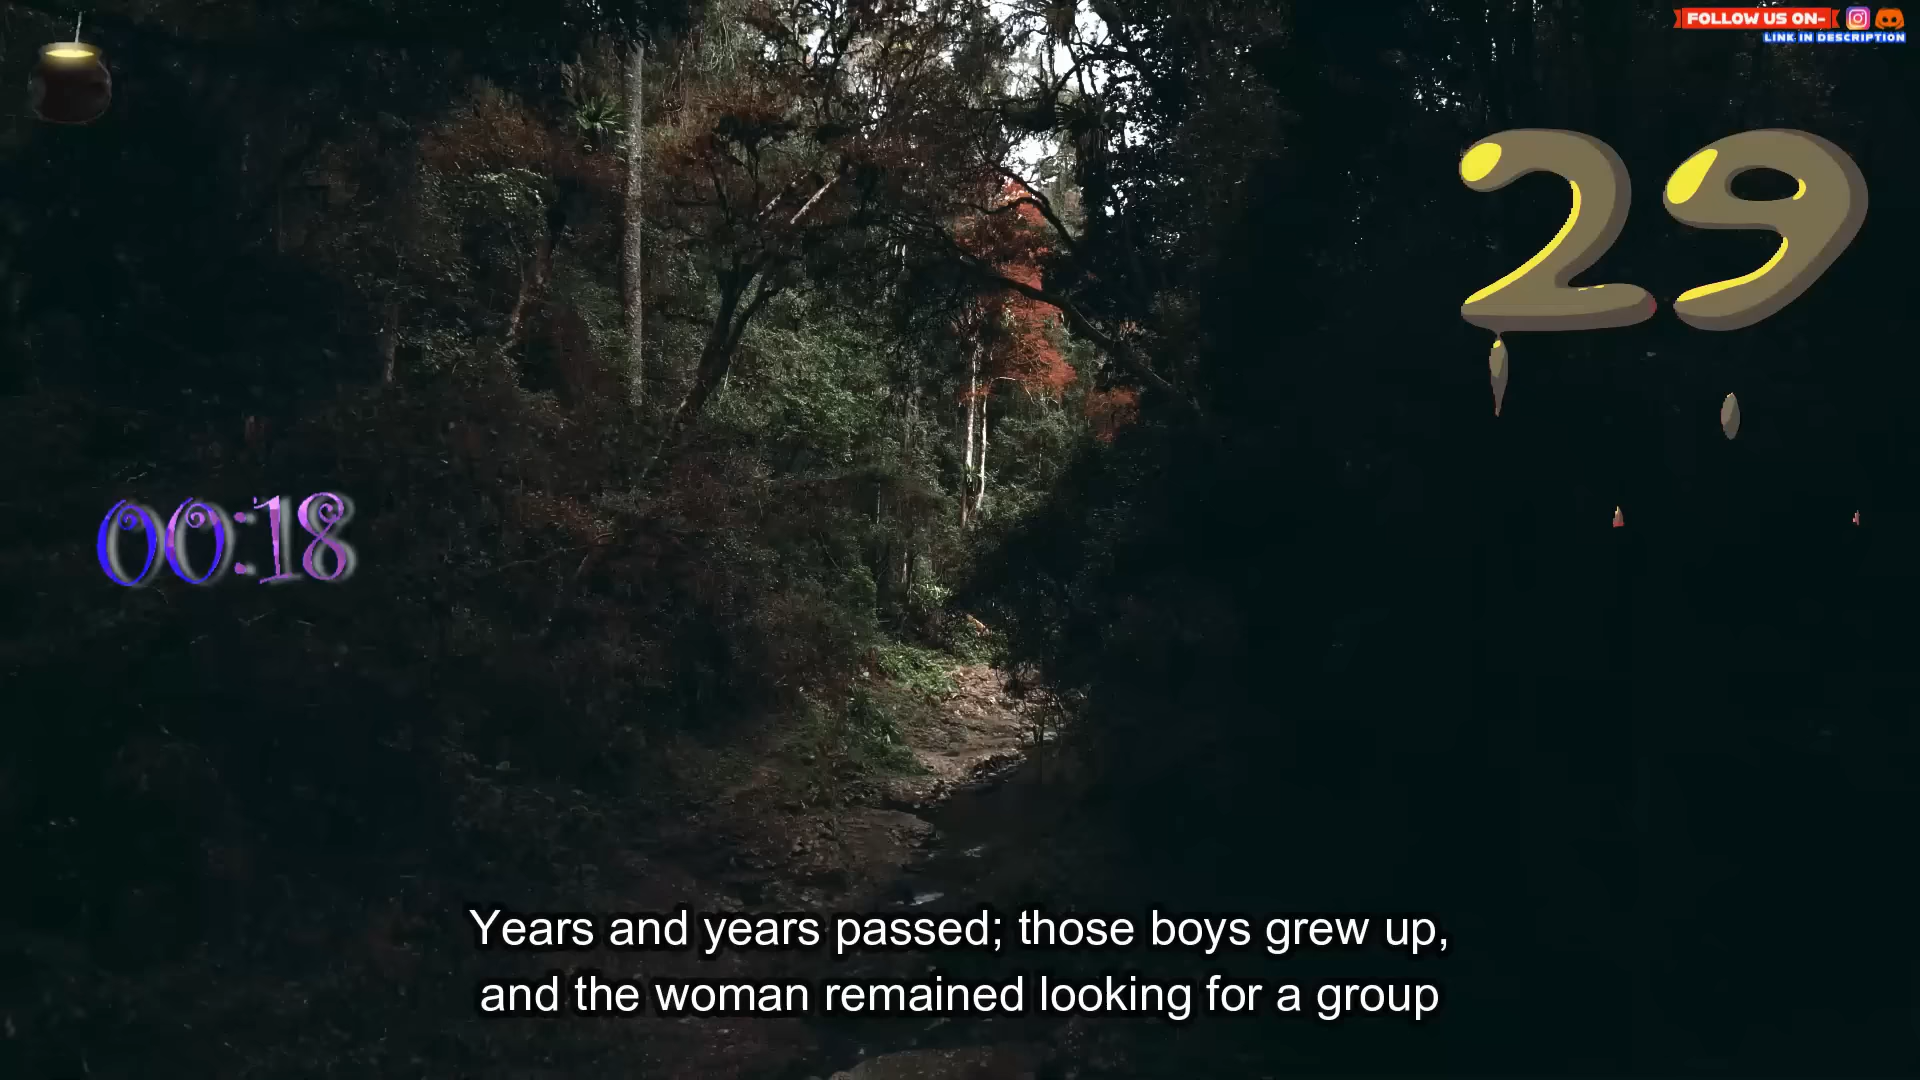 FOLLOW US ON-
LINK IN DESCRIPTION
29
00:18
Years and years passed; those boys grew up,
and the woman remained looking for a group